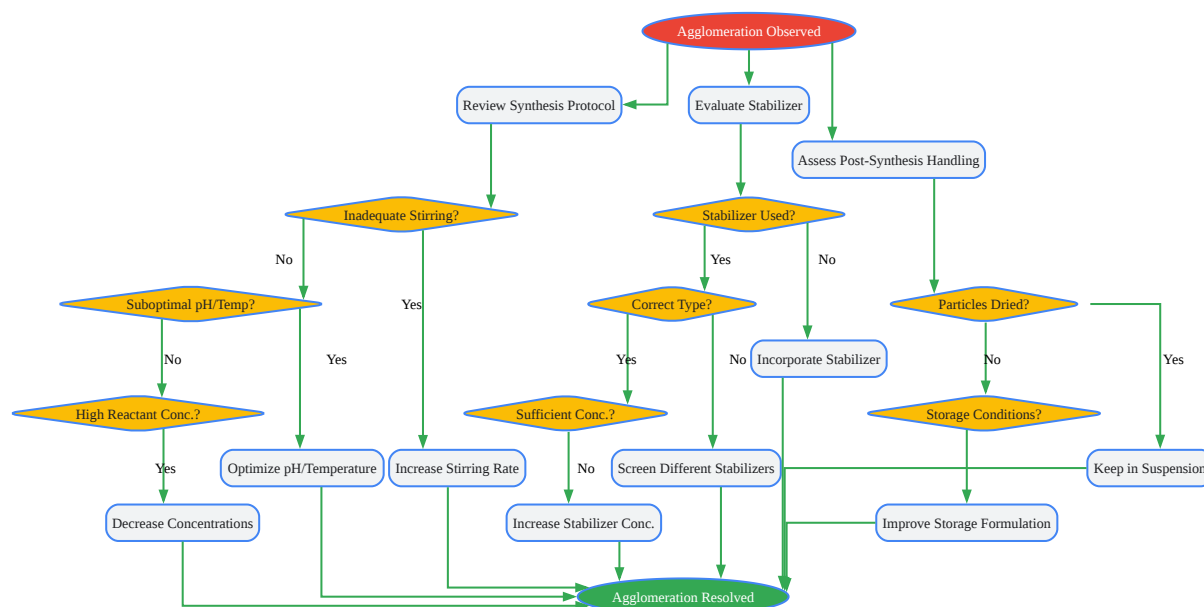 Agglomeration Observed
Review Synthesis Protocol
Evaluate Stabilizer
Assess Post-Synthesis Handling
Inadequate Stirring?
Stabilizer Used?
No
Yes
No
Suboptimal pH/Temp?
Yes
Correct Type?
Particles Dried?
No
Yes
Yes
No
Incorporate Stabilizer
No
Yes
High Reactant Conc.?
Sufficient Conc.?
Storage Conditions?
Yes
Optimize pH/Temperature
Increase Stirring Rate
No
Screen Different Stabilizers
Keep in Suspension
Decrease Concentrations
Increase Stabilizer Conc.
Improve Storage Formulation
Agglomeration Resolved